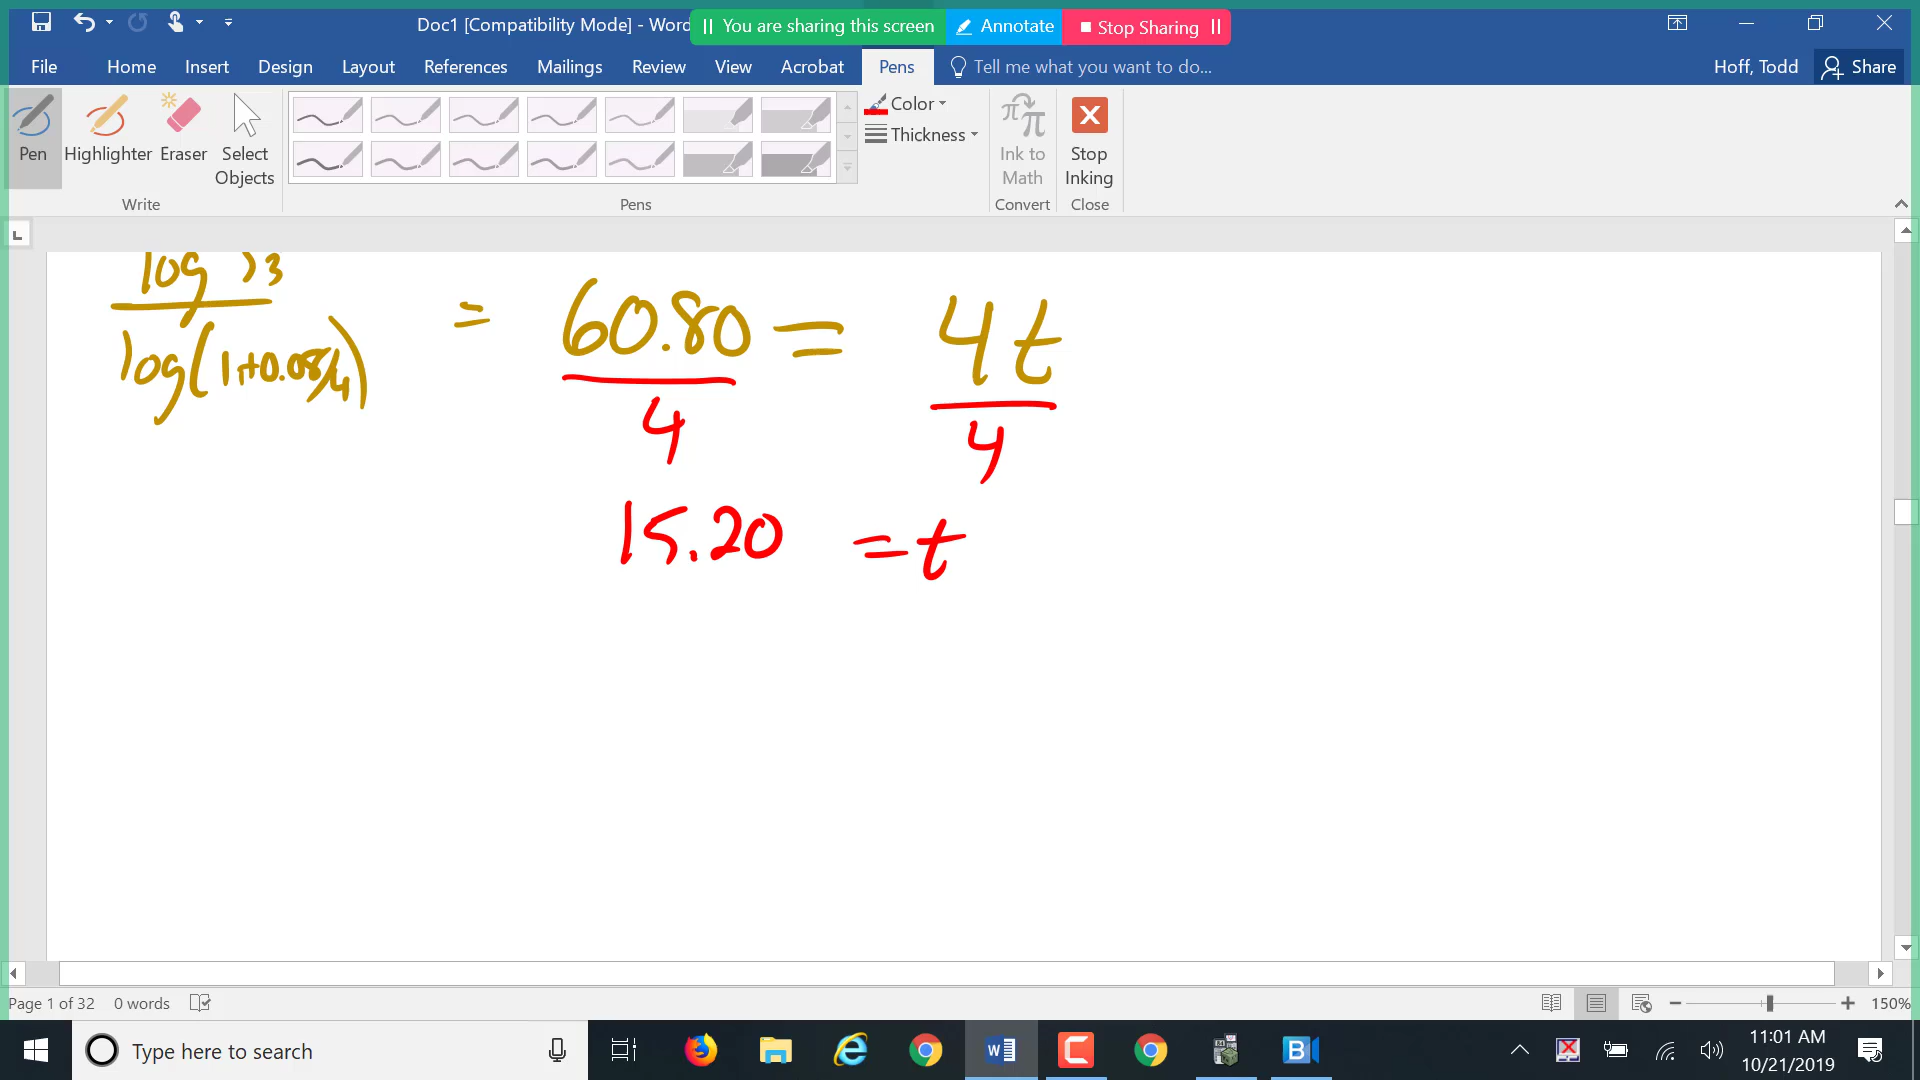 Doc1 [Compatibility Mode] - Word
You are sharing this screen
Annotate
Stop Sharing
File Home Insert Design Layout References Mailings Review View Acrobat Pens Tell me what you want to do... Hoff, Todd Share
Pen Highlighter Eraser Select Objects
Color
Thickness
Ink to Math
Stop Inking
Write Pens Convert Close
log
log(1+0.08/4)
= 60.80 = 4t
4 4
15.20 = t
Page 1 of 32 0 words 150%
Type here to search
11:01 AM
10/21/2019